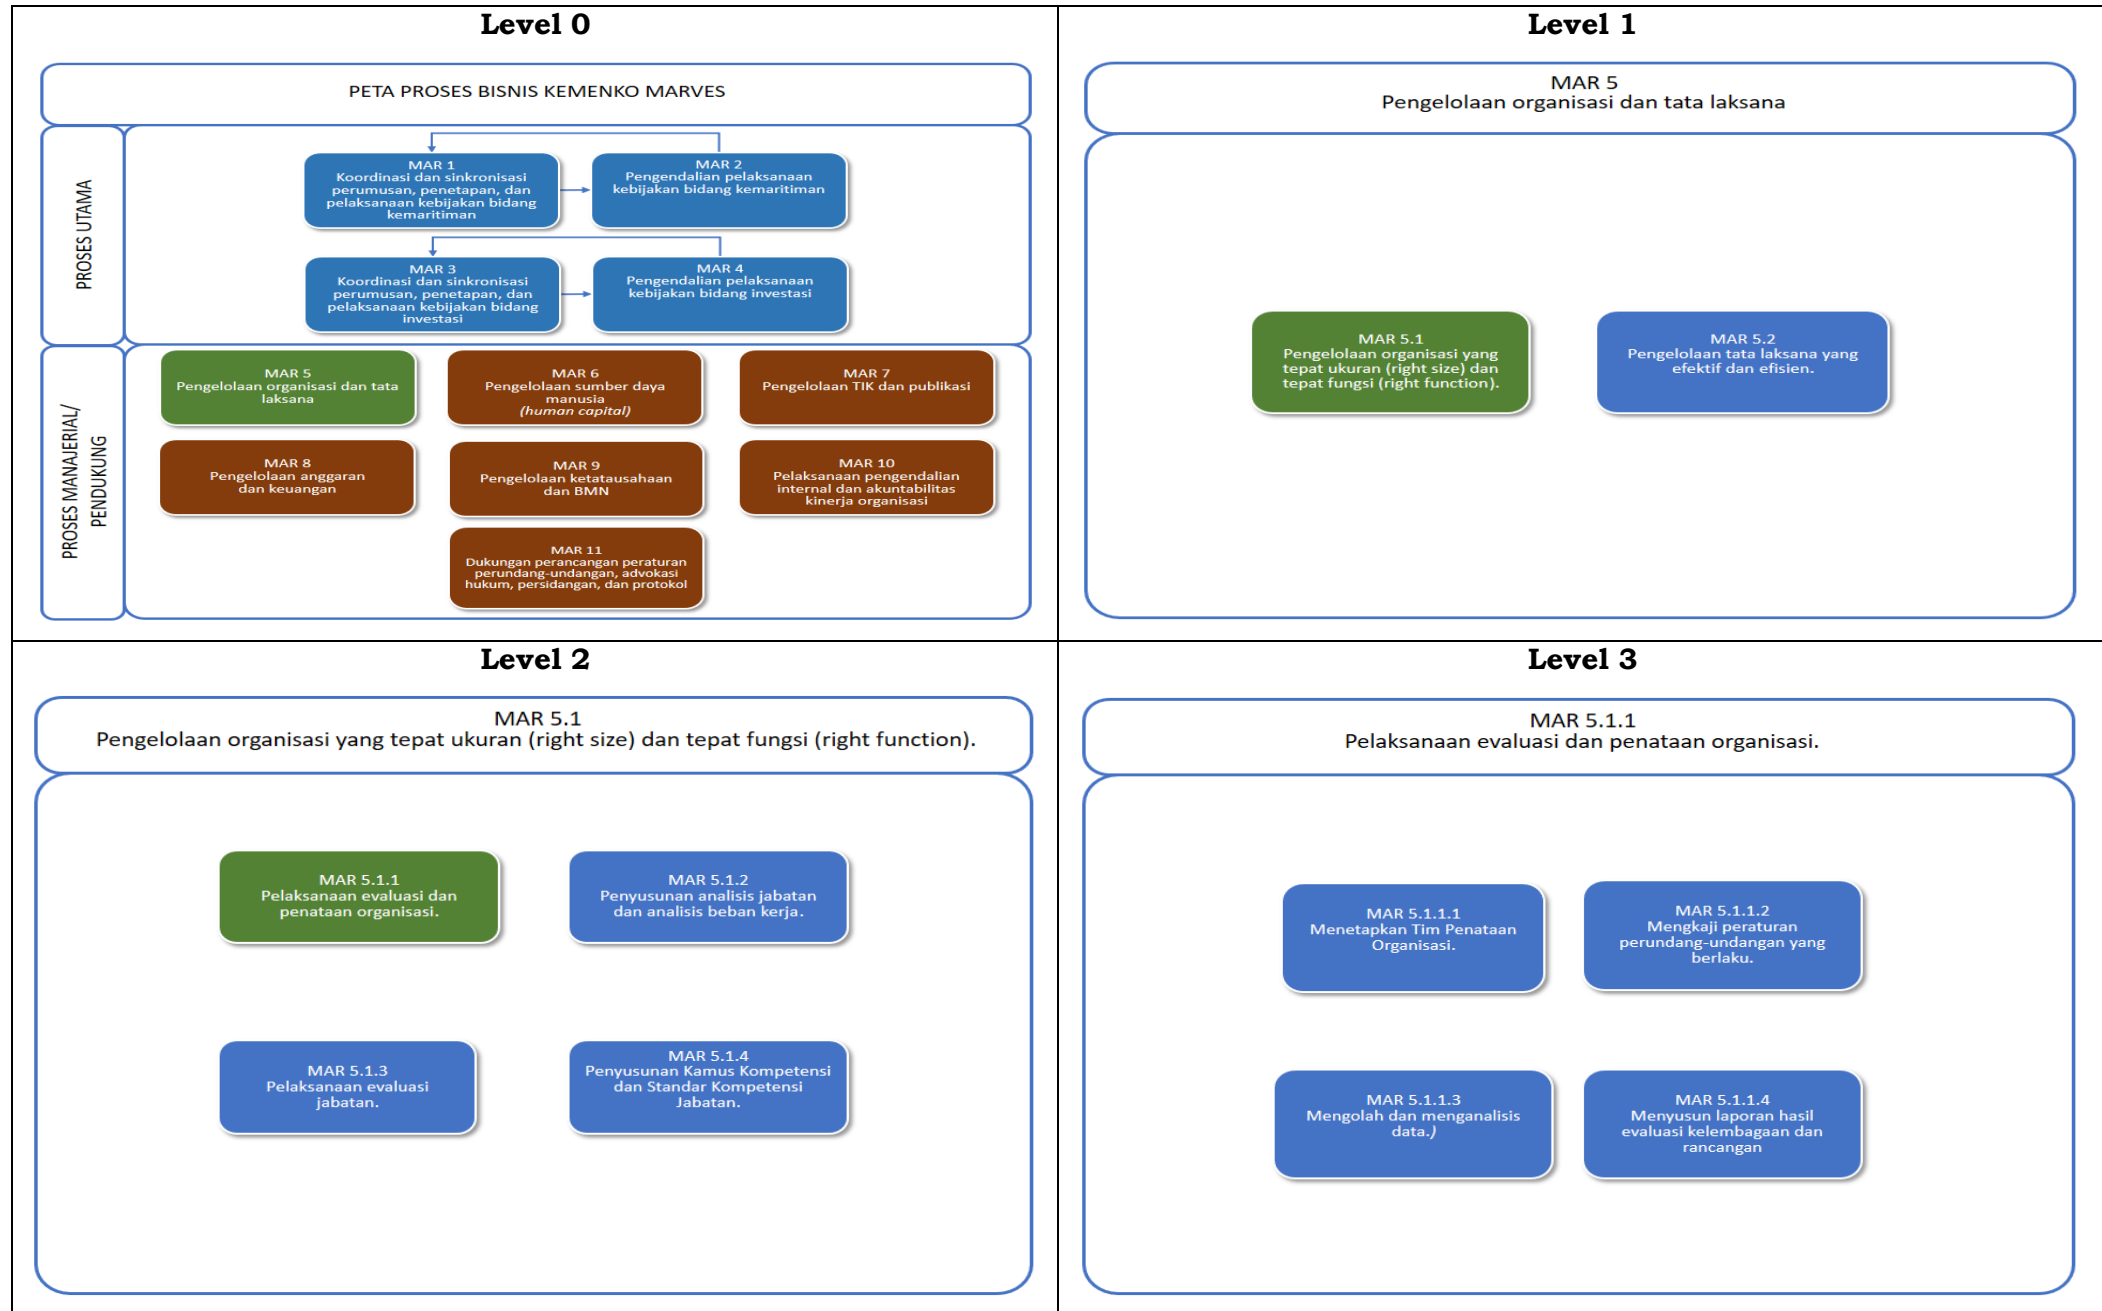 Level 0
PETA PROSES BISNIS KEMENKO MARVES
PROSES UTAMA
MAR 1
Koordinasi dan sinkronisasi
perumusan, penetapan, dan
pelaksanaan kebijakan bidang
kemaritiman
MAR 2
Pengendalian pelaksanaan
kebijakan bidang kemaritiman
MAR 3
Koordinasi dan sinkronisasi
perumusan, penetapan, dan
pelaksanaan kebijakan bidang
investasi
MAR 4
Pengendalian pelaksanaan
kebijakan bidang investasi
PROSES MANAJERIAL/
PENDUKUNG
MAR 5
Pengelolaan organisasi dan tata
laksana
MAR 6
Pengelolaan sumber daya
manusia
(human capital)
MAR 7
Pengelolaan TIK dan publikasi
MAR 8
Pengelolaan anggaran
dan keuangan
MAR 9
Pengelolaan ketatausahaan
dan BMN
MAR 10
Pelaksanaan pengendalian
internal dan akuntabilitas
kinerja organisasi
MAR 11
Dukungan perancangan peraturan
perundang-undangan, advokasi
hukum, persidangan, dan protokol
Level 1
MAR 5
Pengelolaan organisasi dan tata laksana
MAR 5.1
Pengelolaan organisasi yang
tepat ukuran (right size) dan
tepat fungsi (right function).
MAR 5.2
Pengelolaan tata laksana yang
efektif dan efisien.
Level 2
MAR 5.1
Pengelolaan organisasi yang tepat ukuran (right size) dan tepat fungsi (right function).
MAR 5.1.1
Pelaksanaan evaluasi dan
penataan organisasi.
MAR 5.1.2
Penyusunan analisis jabatan
dan analisis beban kerja.
MAR 5.1.3
Pelaksanaan evaluasi
jabatan.
MAR 5.1.4
Penyusunan Kamus Kompetensi
dan Standar Kompetensi
Jabatan.
Level 3
MAR 5.1.1
Pelaksanaan evaluasi dan penataan organisasi.
MAR 5.1.1.1
Menetapkan Tim Penataan
Organisasi.
MAR 5.1.1.2
Mengkaji peraturan
perundang-undangan yang
berlaku.
MAR 5.1.1.3
Mengolah dan menganalisis
data.)
MAR 5.1.1.4
Menyusun laporan hasil
evaluasi kelembagaan dan
rancangan